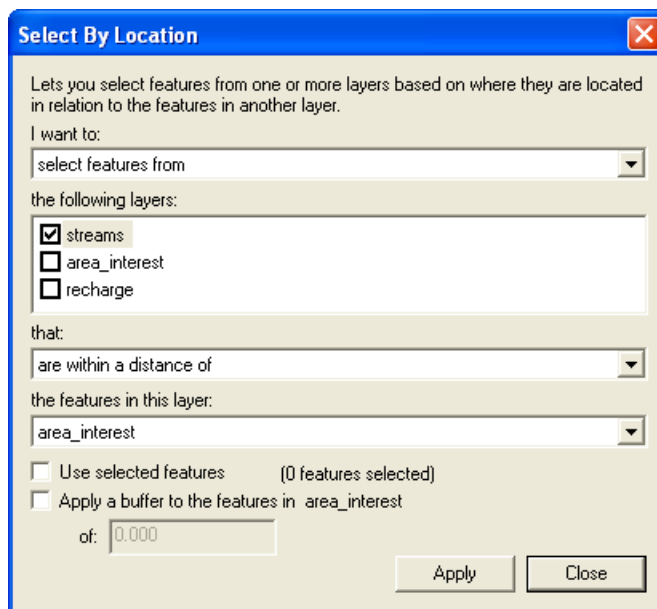 Select By Location
Lets you select features from one or more layers based on where they are located
in relation to the features in another layer.
I want to:
select features from
the following layers:
streams
area_interest
recharge
that:
are within a distance of
the features in this layer:
area_interest
Use selected features (0 features selected)
Apply a buffer to the features in area_interest
of: 0.000
Apply Close